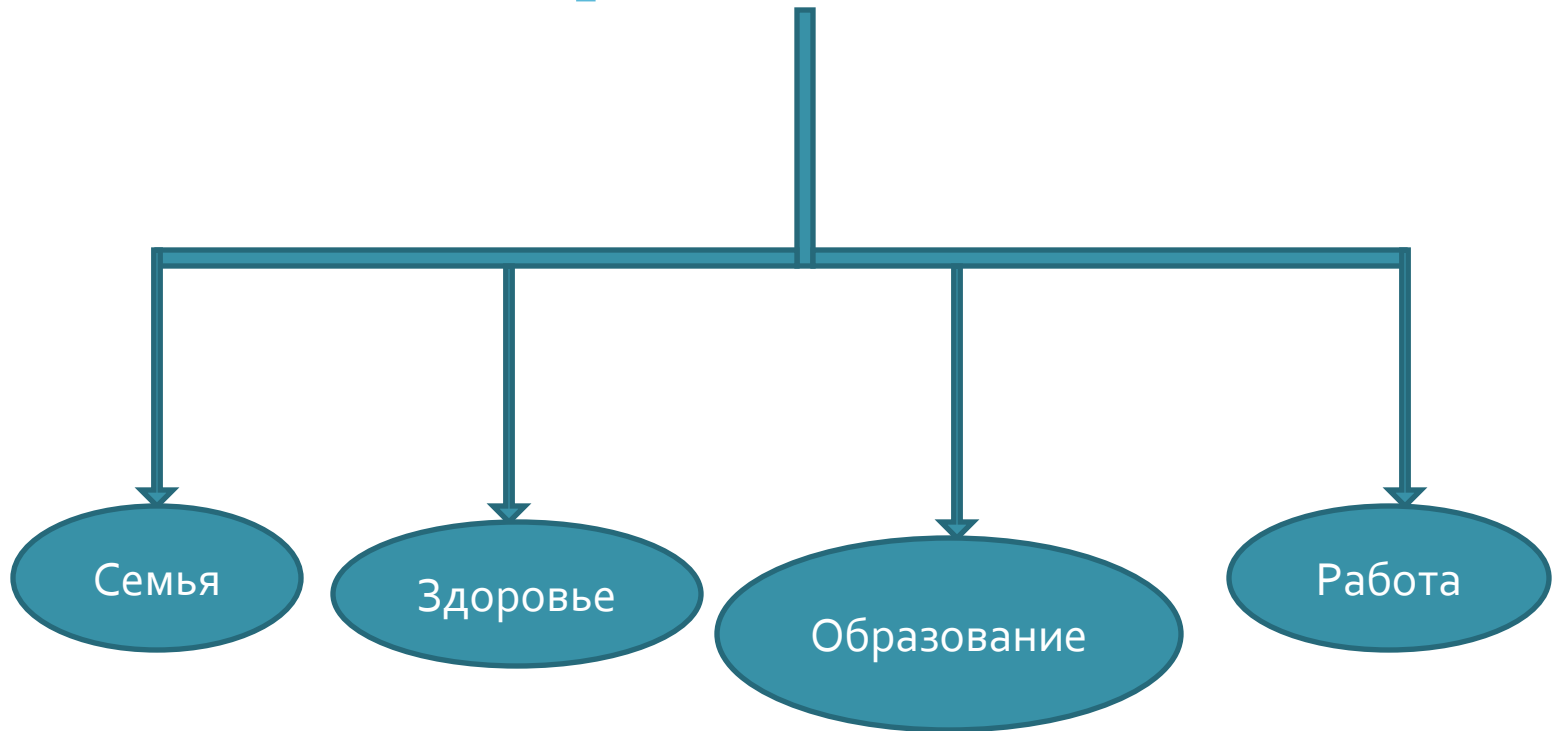 Семья
Здоровье
Образование
Работа